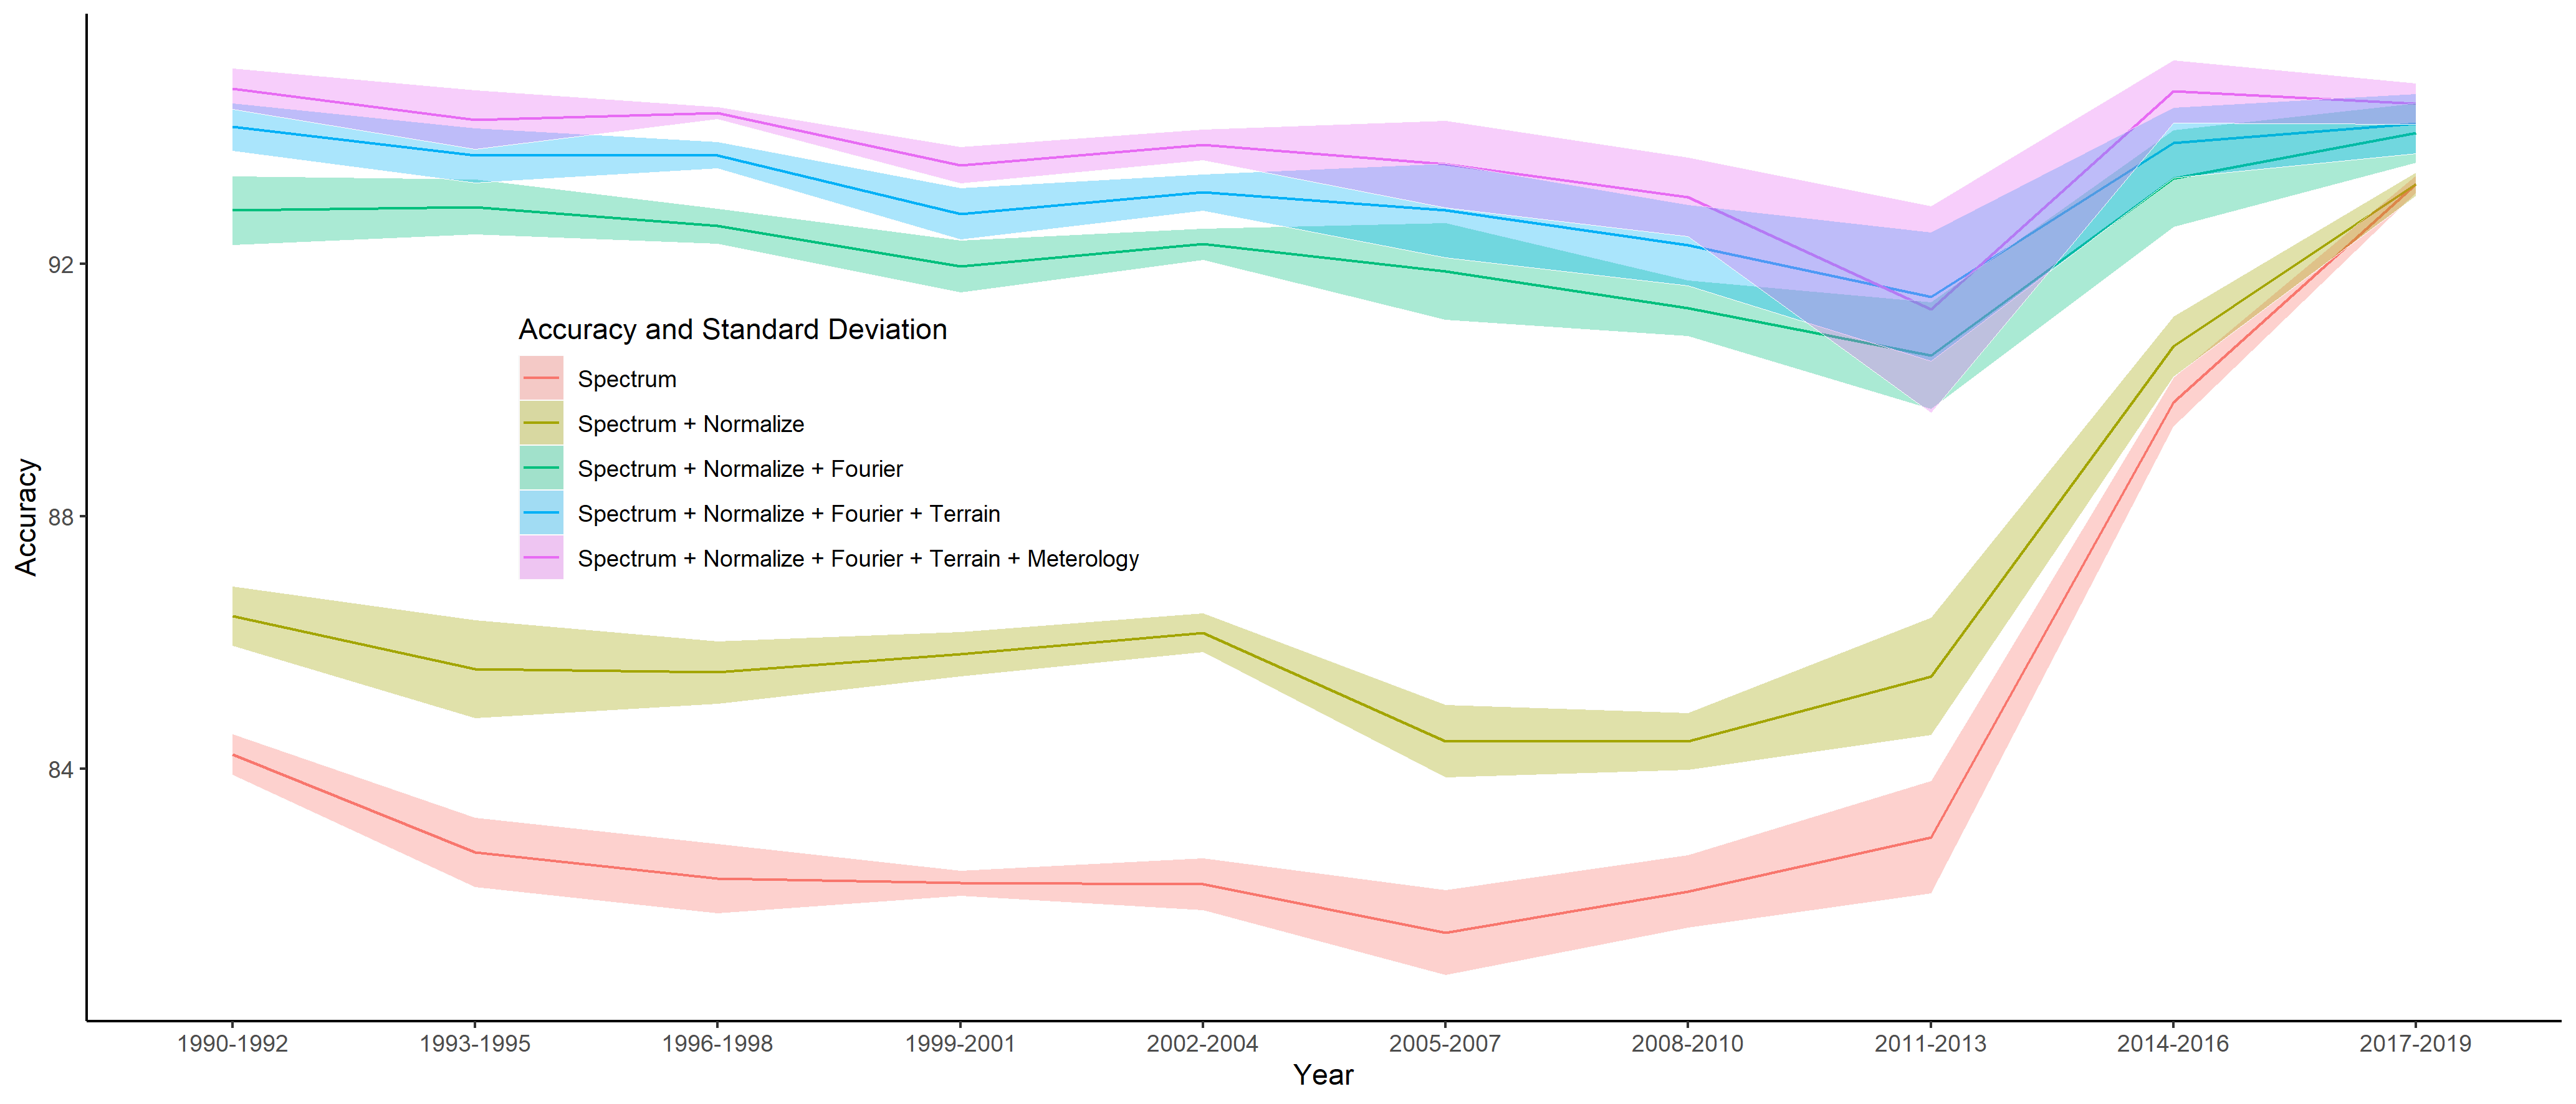 92
88
84
Accuracy
Accuracy and Standard Deviation
Spectrum
Spectrum + Normalize
Spectrum + Normalize + Fourier
Spectrum + Normalize + Fourier + Terrain
Spectrum + Normalize + Fourier + Terrain + Meterology
1990-1992 1993-1995 1996-1998 1999-2001 2002-2004 2005-2007 2008-2010 2011-2013 2014-2016 2017-2019
Year